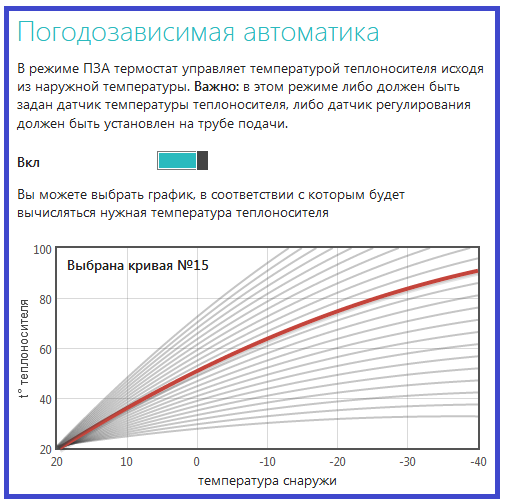 Погодозависимая автоматика
В режиме ПЗА термостат управляет температурой теплоносителя исходя
из наружной температуры. Важно: в этом режиме либо должен быть
задан датчик температуры теплоносителя, либо датчик регулирования
должен быть установлен на трубе подачи.
Вкл
Вы можете выбрать график, в соответствии с которым будет
вычисляться нужная температура теплоносителя
Выбрана кривая №15
t° теплоносителя
100
80
60
40
20
20 10 0 -10 -20 -30 -40
температура снаружи